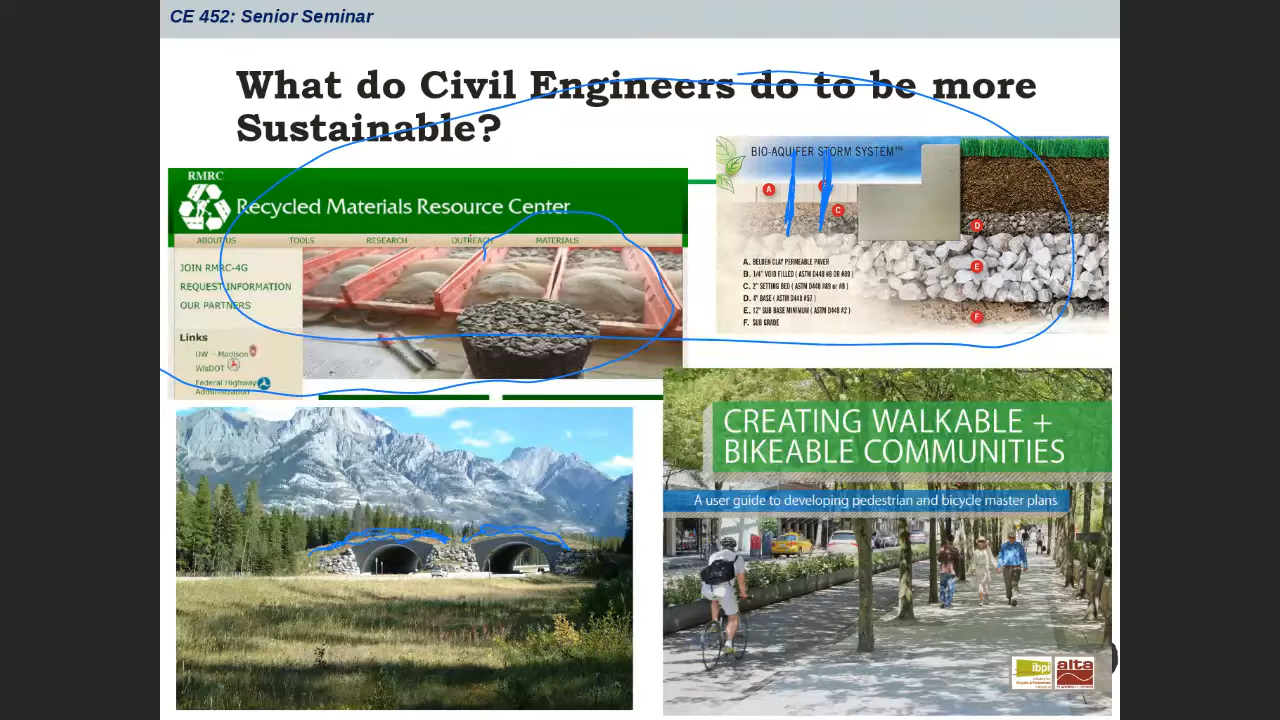 CE 452: Senior Seminar
What do Civil Engineers do to be more
Sustainable?
RMRC
Recycled Materials Resource Center
ABOUT US TOOLS RESEARCH OUTREACH MATERIALS
JOIN RMRC-4G
REQUEST INFORMATION
OUR PARTNERS
Links
UW - Madison
WisDOT
Federal Highway
Administration
BIO-AQUIFER STORM SYSTEM™
A
C
D
E
F
A. BELDEN CLAY PERMEABLE PAVER
B. 1/4" VOID FILLED ( ASTM D448 #8 OR #89 )
C. 2" SETTING BED ( ASTM D448 #89 or #9 )
D. 4" BASE ( ASTM D448 #57 )
E. 12" SUB BASE MINIMUM ( ASTM D448 #2 )
F. SUB GRADE
CREATING WALKABLE +
BIKEABLE COMMUNITIES
A user guide to developing pedestrian and bicycle master plans
ibpi
alta